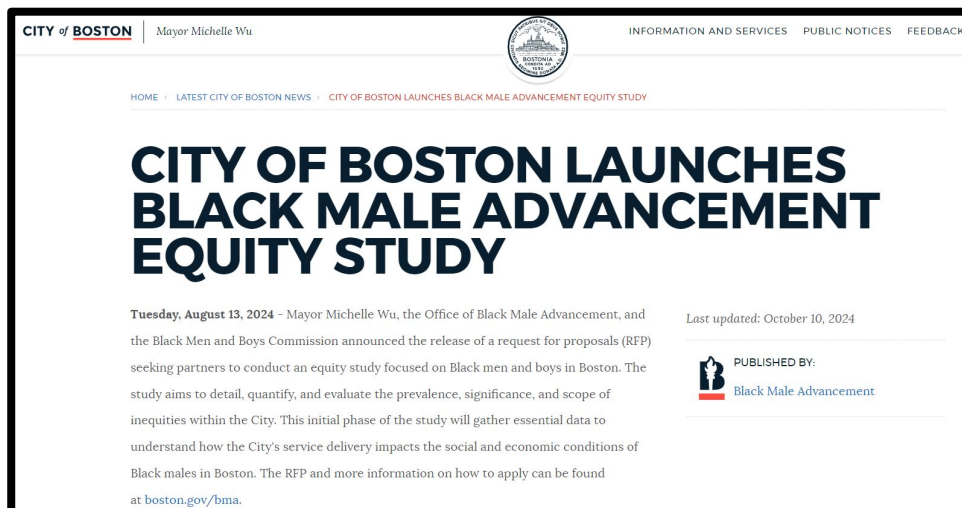 CITY of BOSTON
Mayor Michelle Wu
BOSTONIA
CONDITA AD
1630
INFORMATION AND SERVICES PUBLIC NOTICES FEEDBACK
HOME › LATEST CITY OF BOSTON NEWS › CITY OF BOSTON LAUNCHES BLACK MALE ADVANCEMENT EQUITY STUDY
CITY OF BOSTON LAUNCHES
BLACK MALE ADVANCEMENT
EQUITY STUDY
Tuesday, August 13, 2024 - Mayor Michelle Wu, the Office of Black Male Advancement, and
the Black Men and Boys Commission announced the release of a request for proposals (RFP)
seeking partners to conduct an equity study focused on Black men and boys in Boston. The
study aims to detail, quantify, and evaluate the prevalence, significance, and scope of
inequities within the City. This initial phase of the study will gather essential data to
understand how the City's service delivery impacts the social and economic conditions of
Black males in Boston. The RFP and more information on how to apply can be found
at boston.gov/bma.
Last updated: October 10, 2024
B
PUBLISHED BY:
Black Male Advancement